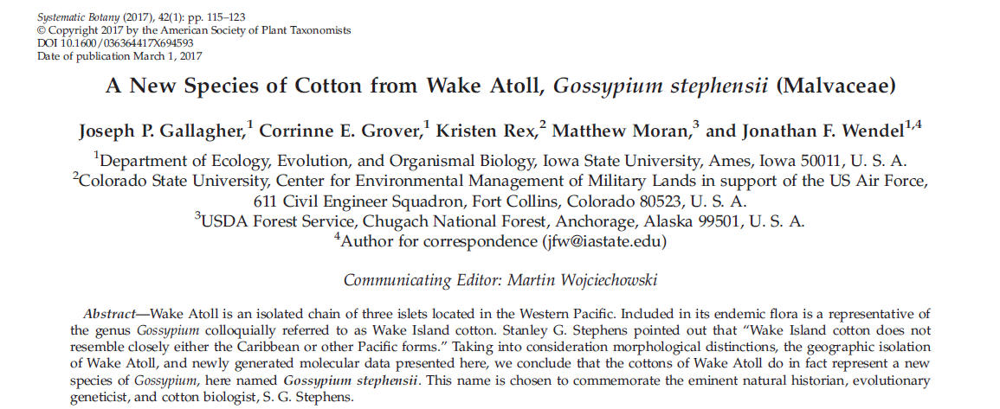 Systematic Botany (2017), 42(1): pp. 115–123
© Copyright 2017 by the American Society of Plant Taxonomists
DOI 10.1600/036364417X694593
Date of publication March 1, 2017
A New Species of Cotton from Wake Atoll, Gossypium stephensii (Malvaceae)
Joseph P. Gallagher,1 Corrinne E. Grover,1 Kristen Rex,2 Matthew Moran,3 and Jonathan F. Wendel1,4
1Department of Ecology, Evolution, and Organismal Biology, Iowa State University, Ames, Iowa 50011, U. S. A.
2Colorado State University, Center for Environmental Management of Military Lands in support of the US Air Force,
611 Civil Engineer Squadron, Fort Collins, Colorado 80523, U. S. A.
3USDA Forest Service, Chugach National Forest, Anchorage, Alaska 99501, U. S. A.
4Author for correspondence (jfw@iastate.edu)
Communicating Editor: Martin Wojciechowski
Abstract—Wake Atoll is an isolated chain of three islets located in the Western Pacific. Included in its endemic flora is a representative of
the genus Gossypium colloquially referred to as Wake Island cotton. Stanley G. Stephens pointed out that “Wake Island cotton does not
resemble closely either the Caribbean or other Pacific forms.” Taking into consideration morphological distinctions, the geographic isolation
of Wake Atoll, and newly generated molecular data presented here, we conclude that the cottons of Wake Atoll do in fact represent a new
species of Gossypium, here named Gossypium stephensii. This name is chosen to commemorate the eminent natural historian, evolutionary
geneticist, and cotton biologist, S. G. Stephens.